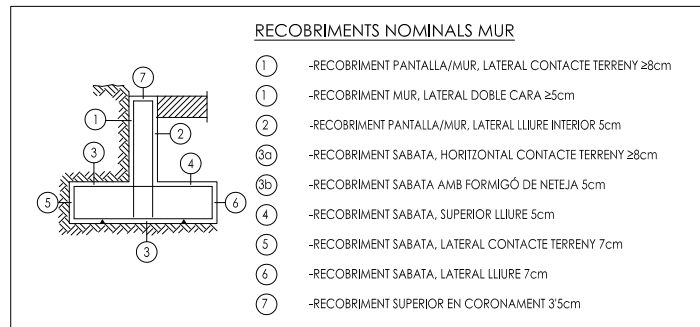 RECOBRIMENTS NOMINALS MUR
1 -RECOBRIMENT PANTALLA/MUR, LATERAL CONTACTE TERRENY ≥8cm
1 -RECOBRIMENT MUR, LATERAL DOBLE CARA ≥5cm
2 -RECOBRIMENT PANTALLA/MUR, LATERAL LLIURE INTERIOR 5cm
3a -RECOBRIMENT SABATA, HORITZONTAL CONTACTE TERRENY ≥8cm
3b -RECOBRIMENT SABATA AMB FORMIGÓ DE NETEJA 5cm
4 -RECOBRIMENT SABATA, SUPERIOR LLIURE 5cm
5 -RECOBRIMENT SABATA, LATERAL CONTACTE TERRENY 7cm
6 -RECOBRIMENT SABATA, LATERAL LLIURE 7cm
7 -RECOBRIMENT SUPERIOR EN CORONAMENT 3'5cm
7
1
2
3
4
5
6
3